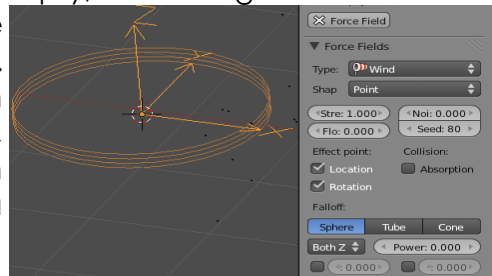 Force Field
Force Fields
Type: Wind
Shap Point
Stre: 1.000 Noi: 0.000
Flo: 0.000 Seed: 80
Effect point: Collision:
Location Absorption
Rotation
Falloff:
Sphere Tube Cone
Both Z Power: 0.000
0.000 0.000